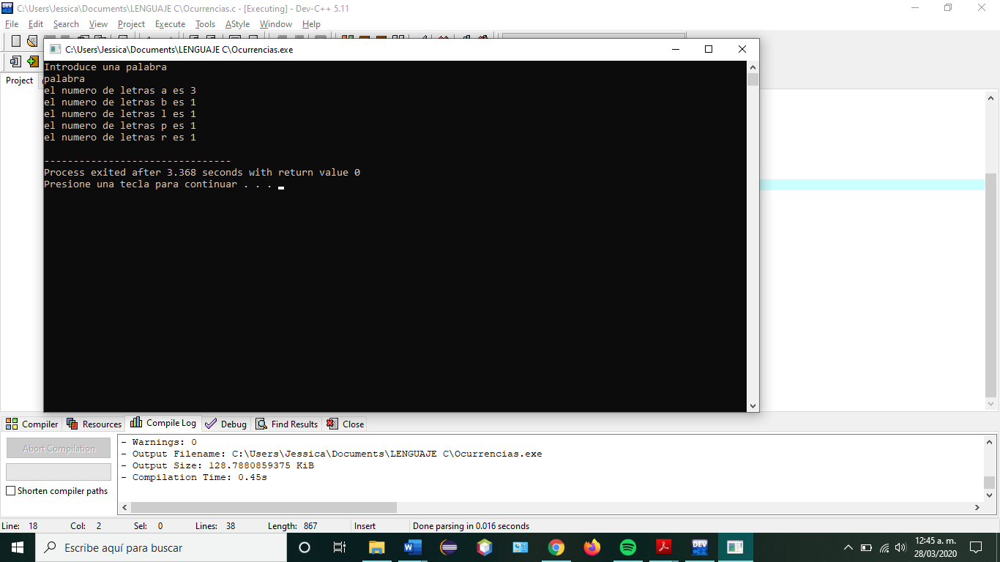 C:\Users\Jessica\Documents\LENGUAJE C\Ocurrencias.c - [Executing] - Dev-C++ 5.11
File Edit Search View Project Execute Tools AStyle Window Help
C:\Users\Jessica\Documents\LENGUAJE C\Ocurrencias.exe
Project
Introduce una palabra
palabra
el numero de letras a es 3
el numero de letras b es 1
el numero de letras l es 1
el numero de letras p es 1
el numero de letras r es 1
--------------------------------
Process exited after 3.368 seconds with return value 0
Presione una tecla para continuar . . .
Compiler Resources Compile Log Debug Find Results Close
Abort Compilation
Shorten compiler paths
- Warnings: 0
- Output Filename: C:\Users\Jessica\Documents\LENGUAJE C\Ocurrencias.exe
- Output Size: 128.7880859375 KiB
- Compilation Time: 0.45s
Line: 18 Col: 2 Sel: 0 Lines: 38 Length: 867 Insert Done parsing in 0.016 seconds
Escribe aquí para buscar
12:45 a. m.
28/03/2020